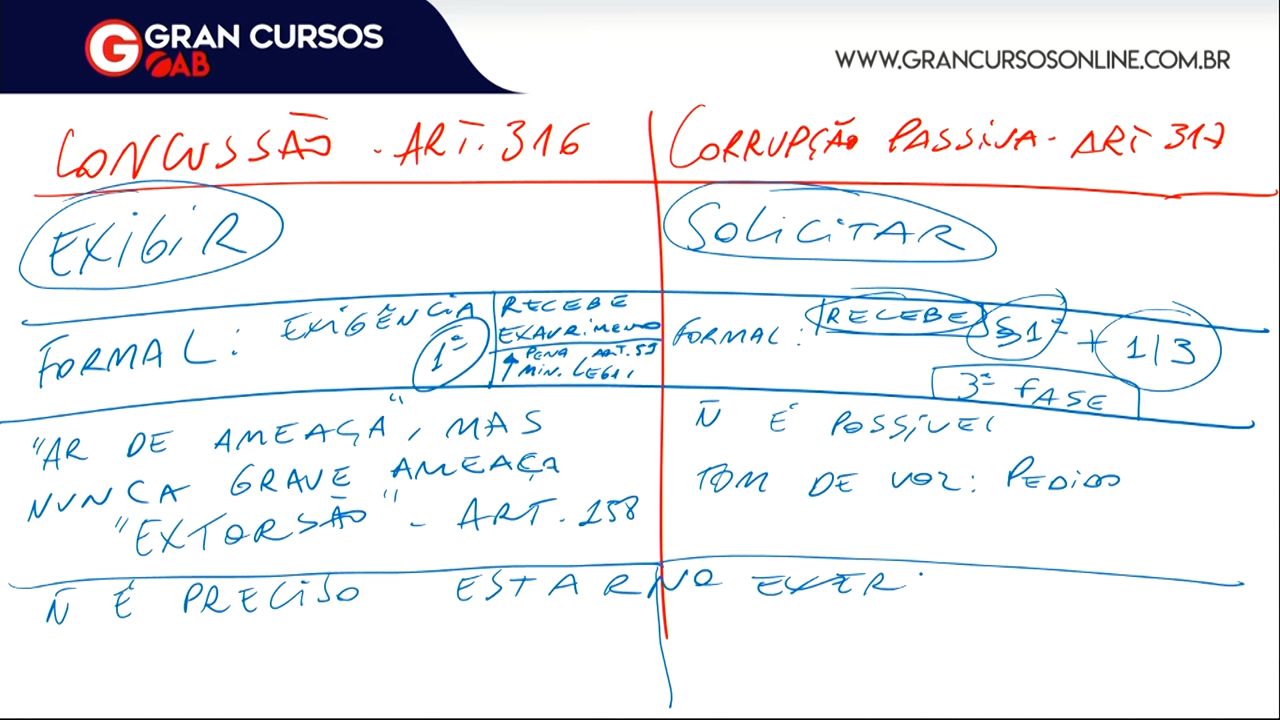 GRAN CURSOS
OAB
WWW.GRANCURSOSONLINE.COM.BR
CONCUSSÃO - ART. 316
CORRUPÇÃO PASSIVA - ART 317
EXIGIR
SOLICITAR
FORMAL: EXIGÊNCIA
1ª
RECEBE
EXAURIMENTO
↑ PENA ART. 59
MIN. LEGAL
FORMAL: RECEBE §1º + 1/3
3ª FASE
"AR DE AMEAÇA", MAS
NUNCA GRAVE AMEAÇA
"EXTORSÃO" - ART. 158
Ñ É POSSÍVEL
TOM DE VOZ: PEDIDO
Ñ É PRECISO ESTAR NO EXER